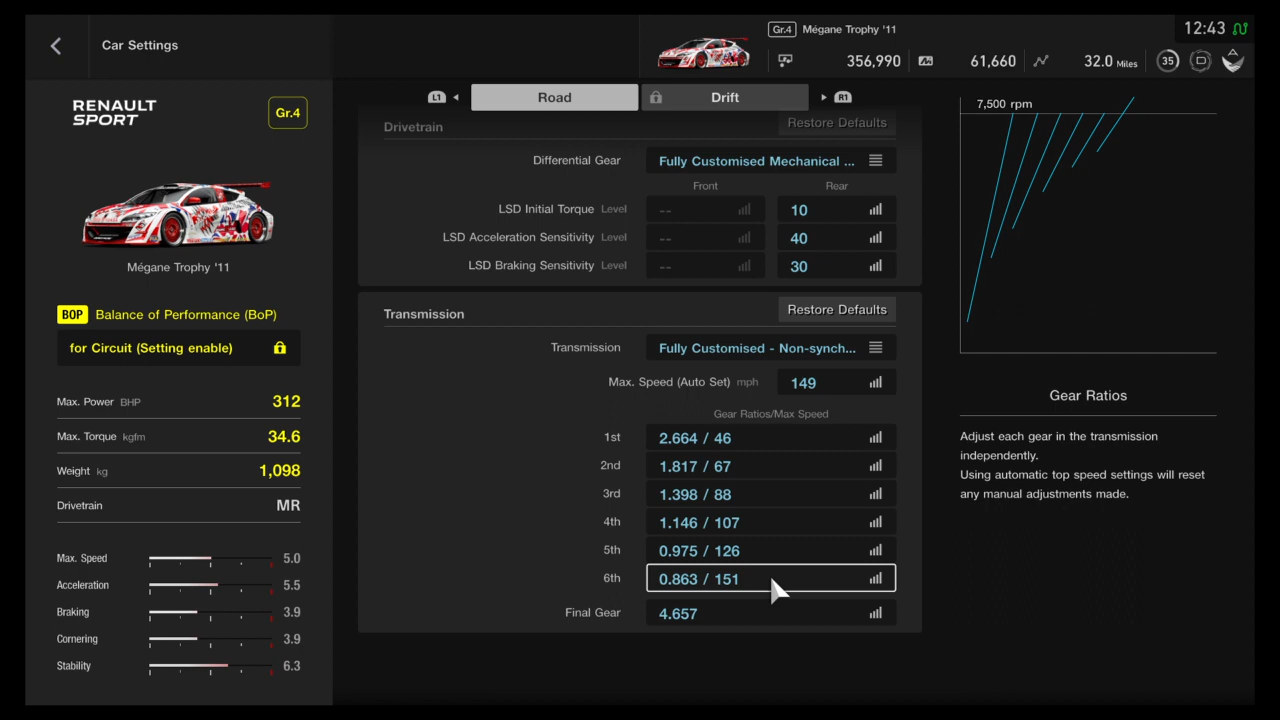 Car Settings
Gr.4 Mégane Trophy '11
12:43
356,990 61,660 32.0 Miles 35 D
RENAULT
SPORT
Gr.4
Mégane Trophy '11
BOP Balance of Performance (BoP)
for Circuit (Setting enable)
Max. Power BHP 312
Max. Torque kgfm 34.6
Weight kg 1,098
Drivetrain MR
Max. Speed 5.0
Acceleration 5.5
Braking 3.9
Cornering 3.9
Stability 6.3
L1 Road Drift R1
Drivetrain Restore Defaults
Differential Gear Fully Customised Mechanical ...
Front Rear
LSD Initial Torque Level -- 10
LSD Acceleration Sensitivity Level -- 40
LSD Braking Sensitivity Level -- 30
Transmission Restore Defaults
Transmission Fully Customised - Non-synch...
Max. Speed (Auto Set) mph 149
Gear Ratios/Max Speed
1st 2.664 / 46
2nd 1.817 / 67
3rd 1.398 / 88
4th 1.146 / 107
5th 0.975 / 126
6th 0.863 / 151
Final Gear 4.657
7,500 rpm
Gear Ratios
Adjust each gear in the transmission
independently.
Using automatic top speed settings will reset
any manual adjustments made.